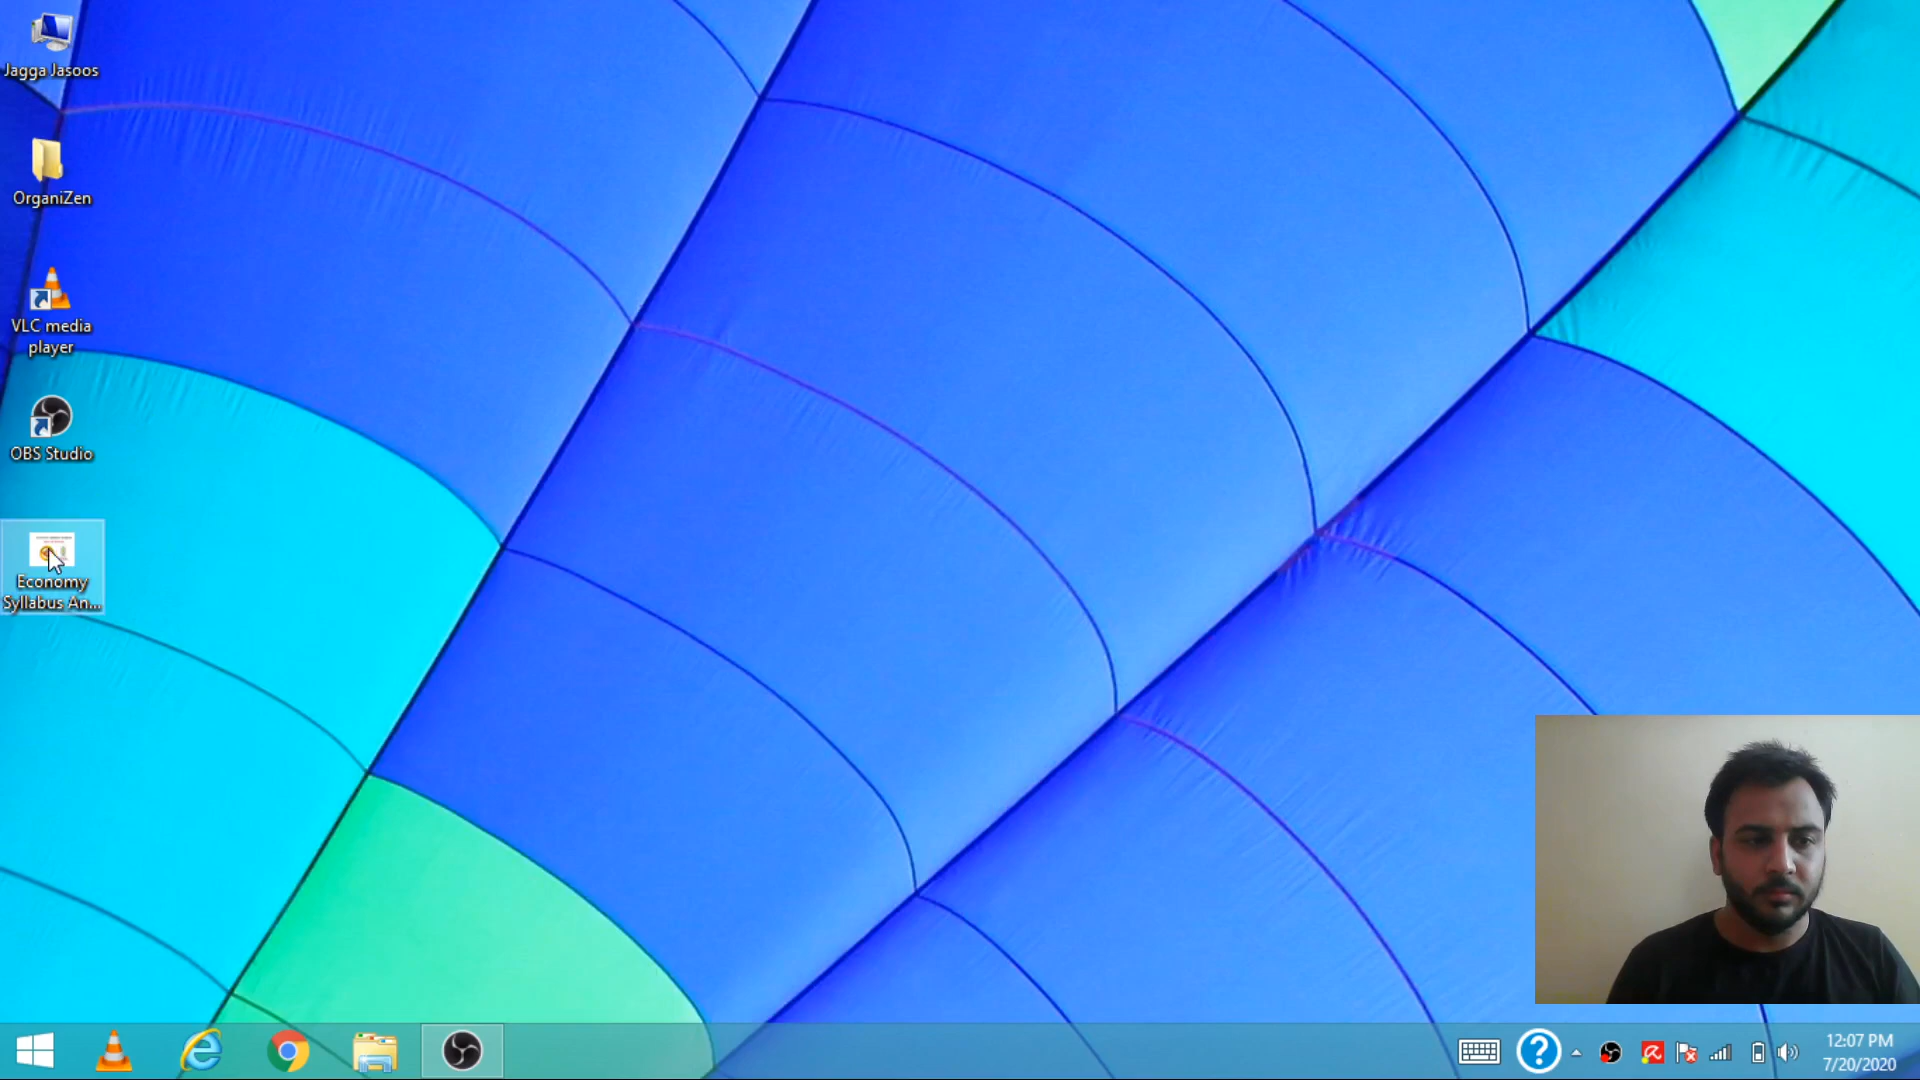 Jagga Jasoos
OrganiZen
VLC media
player
OBS Studio
Economy
Syllabus An...
12:07 PM
7/20/2020